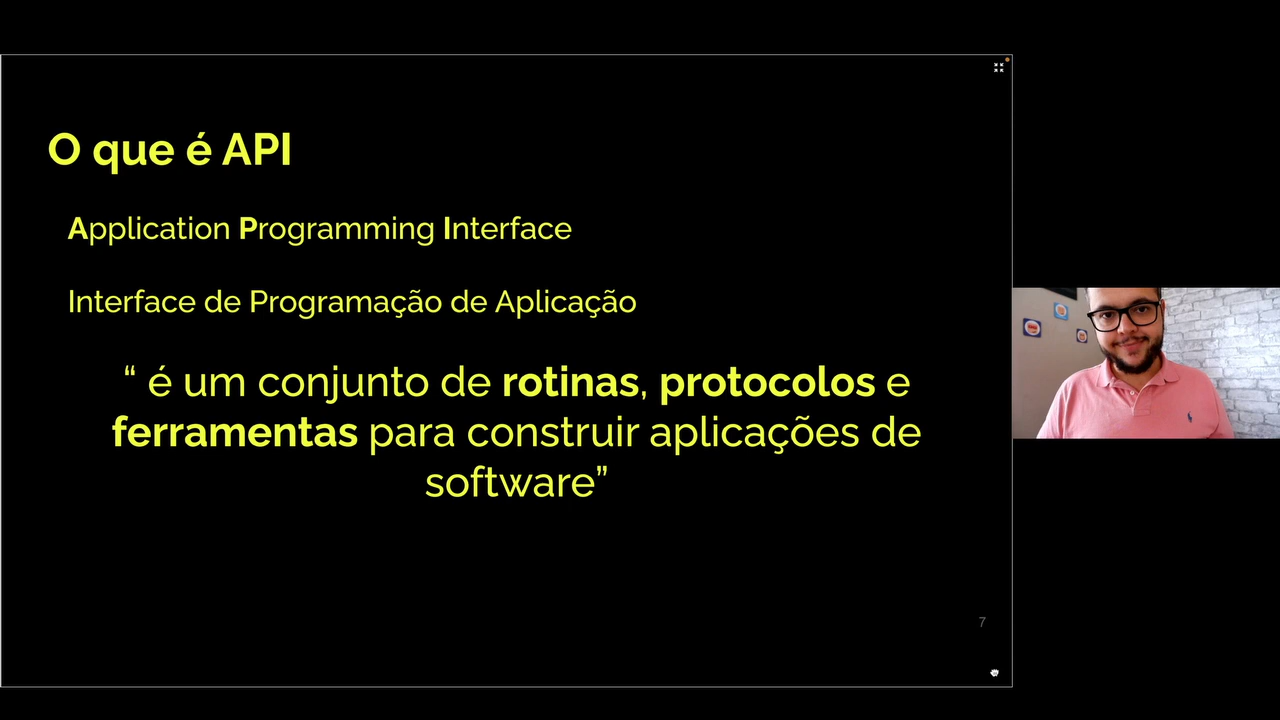 O que é API
Application Programming Interface
Interface de Programação de Aplicação
“ é um conjunto de rotinas, protocolos e
ferramentas para construir aplicações de
software”
7